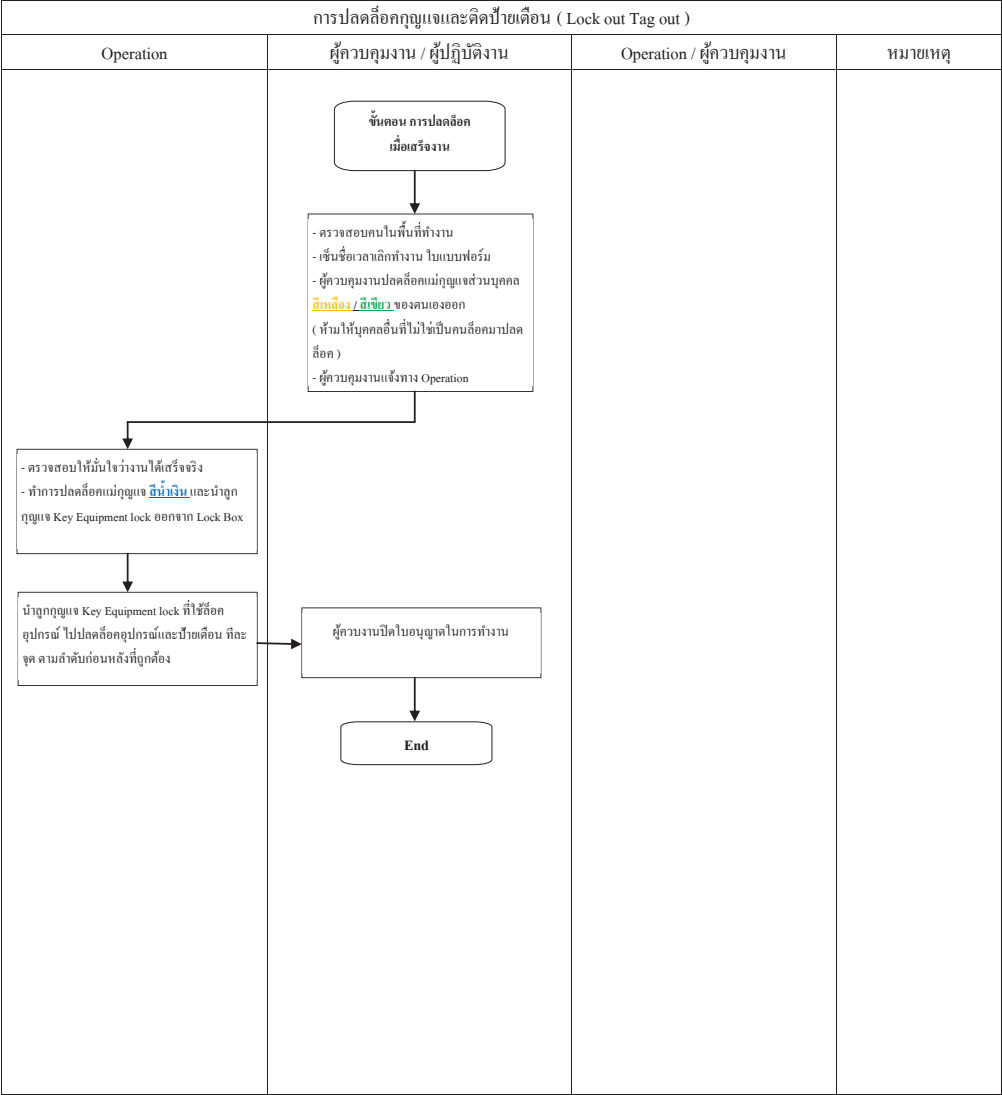 การปลดล็อคกุญแจและติดป้ายเตือน ( Lock out Tag out )
Operation
ผู้ควบคุมงาน / ผู้ปฏิบัติงาน
Operation / ผู้ควบคุมงาน
หมายเหตุ
ขั้นตอน การปลดล็อค
เมื่อเสร็จงาน
- ตรวจสอบคนในพื้นที่ทำงาน
- เซ็นชื่อเวลาเลิกทำงาน ใบแบบฟอร์ม
- ผู้ควบคุมงานปลดล็อคแม่กุญแจส่วนบุคคล
สีเหลือง / สีเขียว ของตนเองออก
( ห้ามให้บุคคลอื่นที่ไม่ใช่เป็นคนล็อคมาปลด
ล็อค )
- ผู้ควบคุมงานแจ้งทาง Operation
- ตรวจสอบให้มั่นใจว่างานได้เสร็จจริง
- ทำการปลดล็อคแม่กุญแจ สีน้ำเงิน และนำลูก
กุญแจ Key Equipment lock ออกจาก Lock Box
นำลูกกุญแจ Key Equipment lock ที่ใช้ล็อค
อุปกรณ์ ไปปลดล็อคอุปกรณ์และป้ายเตือน ทีละ
จุด ตามลำดับก่อนหลังที่ถูกต้อง
ผู้ควบงานปิดใบอนุญาตในการทำงาน
End